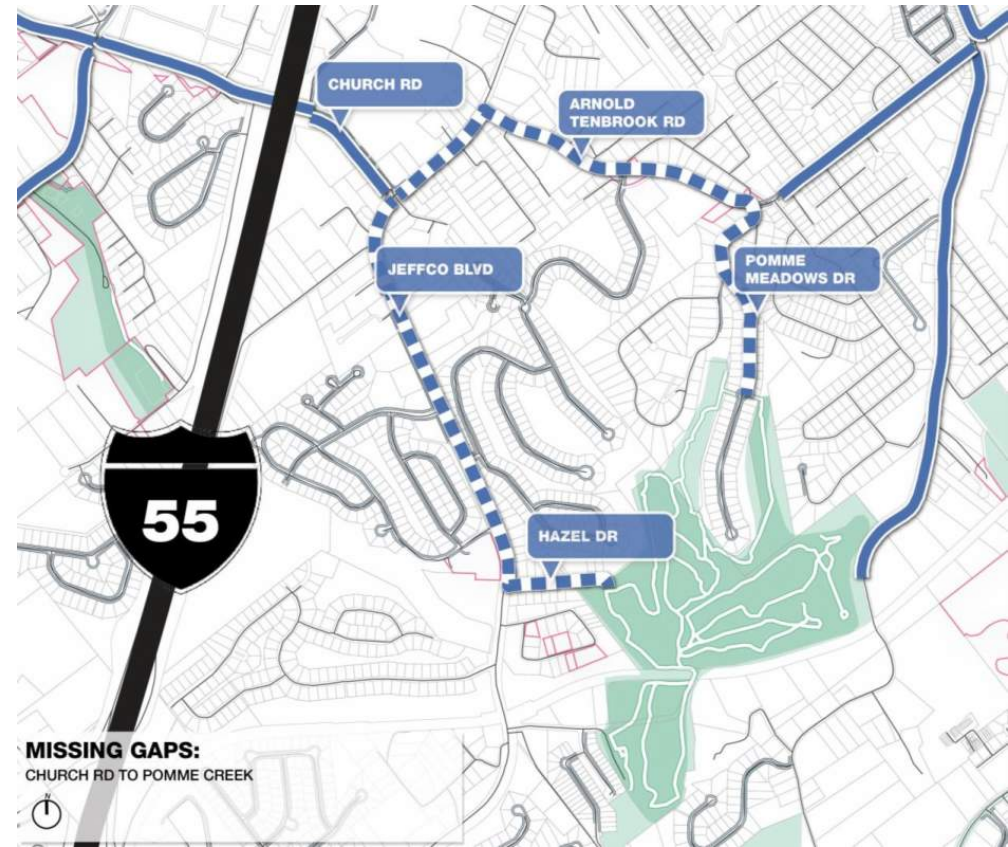 CHURCH RD
ARNOLD
TENBROOK RD
JEFFCO BLVD
POMME
MEADOWS DR
55
HAZEL DR
MISSING GAPS:
CHURCH RD TO POMME CREEK
N